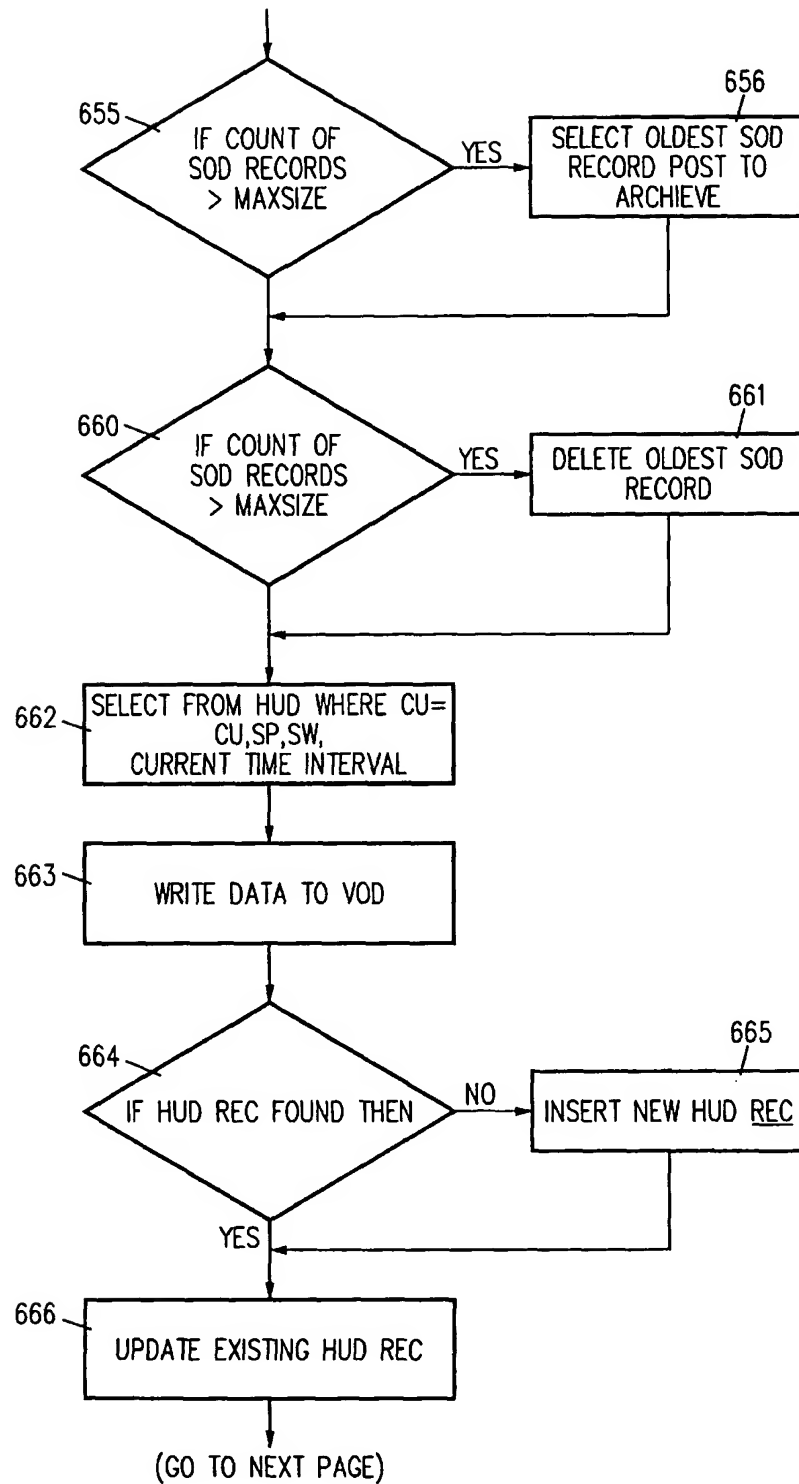 655
IF COUNT OF
SOD RECORDS
> MAXSIZE
YES
656
SELECT OLDEST SOD
RECORD POST TO
ARCHIEVE
660
IF COUNT OF
SOD RECORDS
> MAXSIZE
YES
661
DELETE OLDEST SOD
RECORD
662
SELECT FROM HUD WHERE CU=
CU,SP,SW,
CURRENT TIME INTERVAL
663
WRITE DATA TO VOD
664
IF HUD REC FOUND THEN
NO
665
INSERT NEW HUD REC
YES
666
UPDATE EXISTING HUD REC
(GO TO NEXT PAGE)